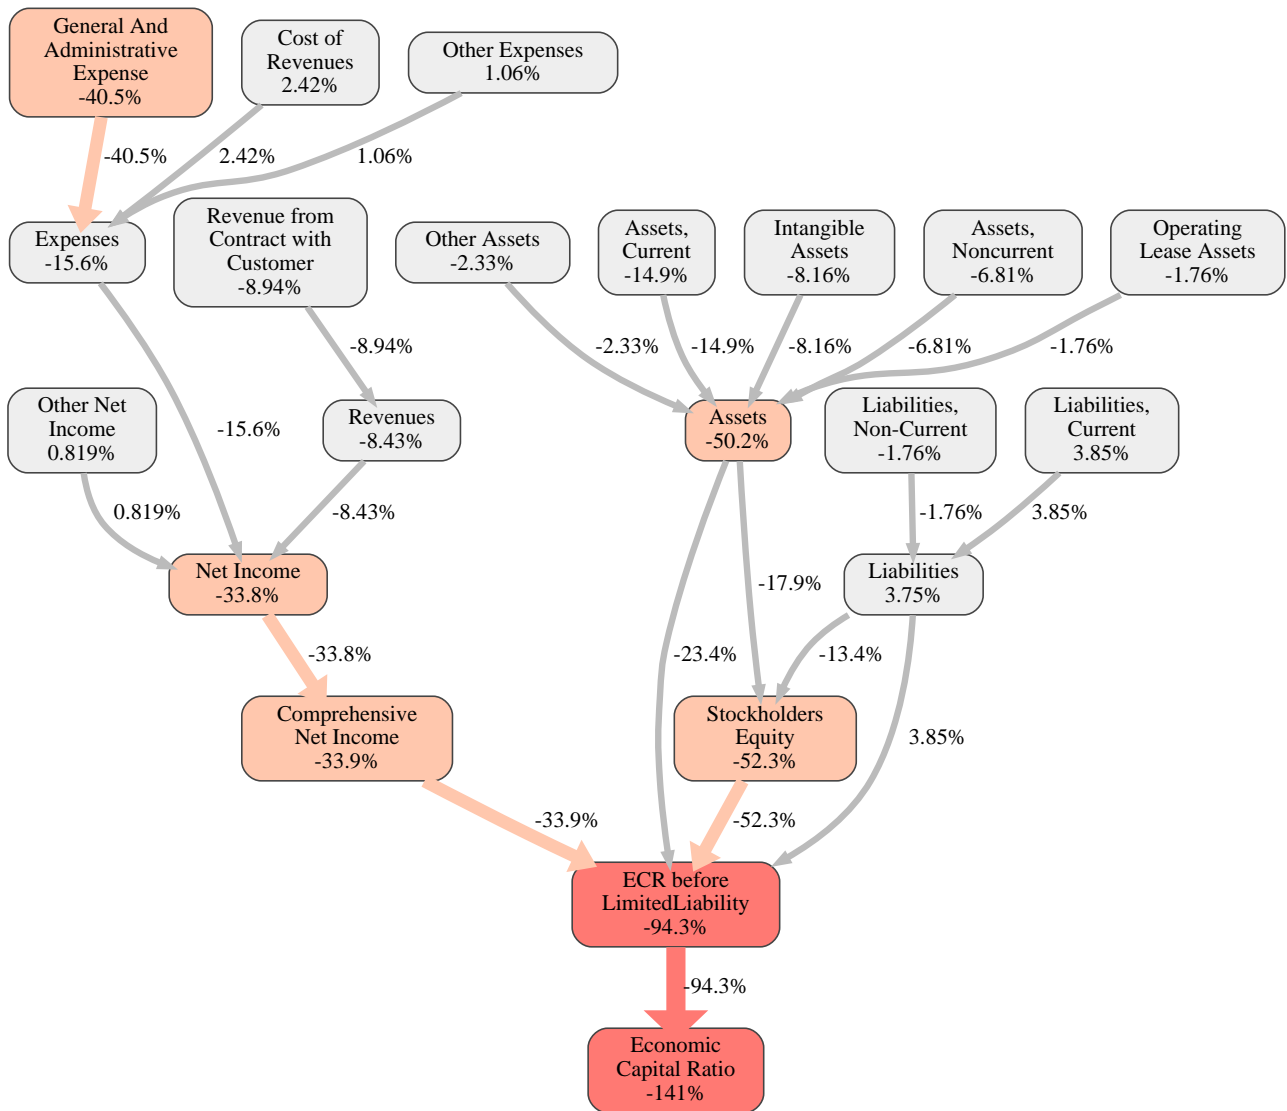 General And
Administrative
Expense
-40.5%
Cost of
Revenues
2.42%
Other Expenses
1.06%
-40.5%
2.42%
1.06%
Expenses
-15.6%
Revenue from
Contract with
Customer
-8.94%
Other Assets
-2.33%
Assets,
Current
-14.9%
Intangible
Assets
-8.16%
Assets,
Noncurrent
-6.81%
Operating
Lease Assets
-1.76%
-8.94%
-2.33%
-14.9%
-8.16%
-6.81%
-1.76%
Other Net
Income
0.819%
-15.6%
Revenues
-8.43%
Assets
-50.2%
Liabilities,
Non-Current
-1.76%
Liabilities,
Current
3.85%
0.819%
-8.43%
-1.76%
3.85%
Net Income
-33.8%
-17.9%
Liabilities
3.75%
-33.8%
-23.4%
-13.4%
Comprehensive
Net Income
-33.9%
Stockholders
Equity
-52.3%
3.85%
-33.9%
-52.3%
ECR before
LimitedLiability
-94.3%
-94.3%
Economic
Capital Ratio
-141%